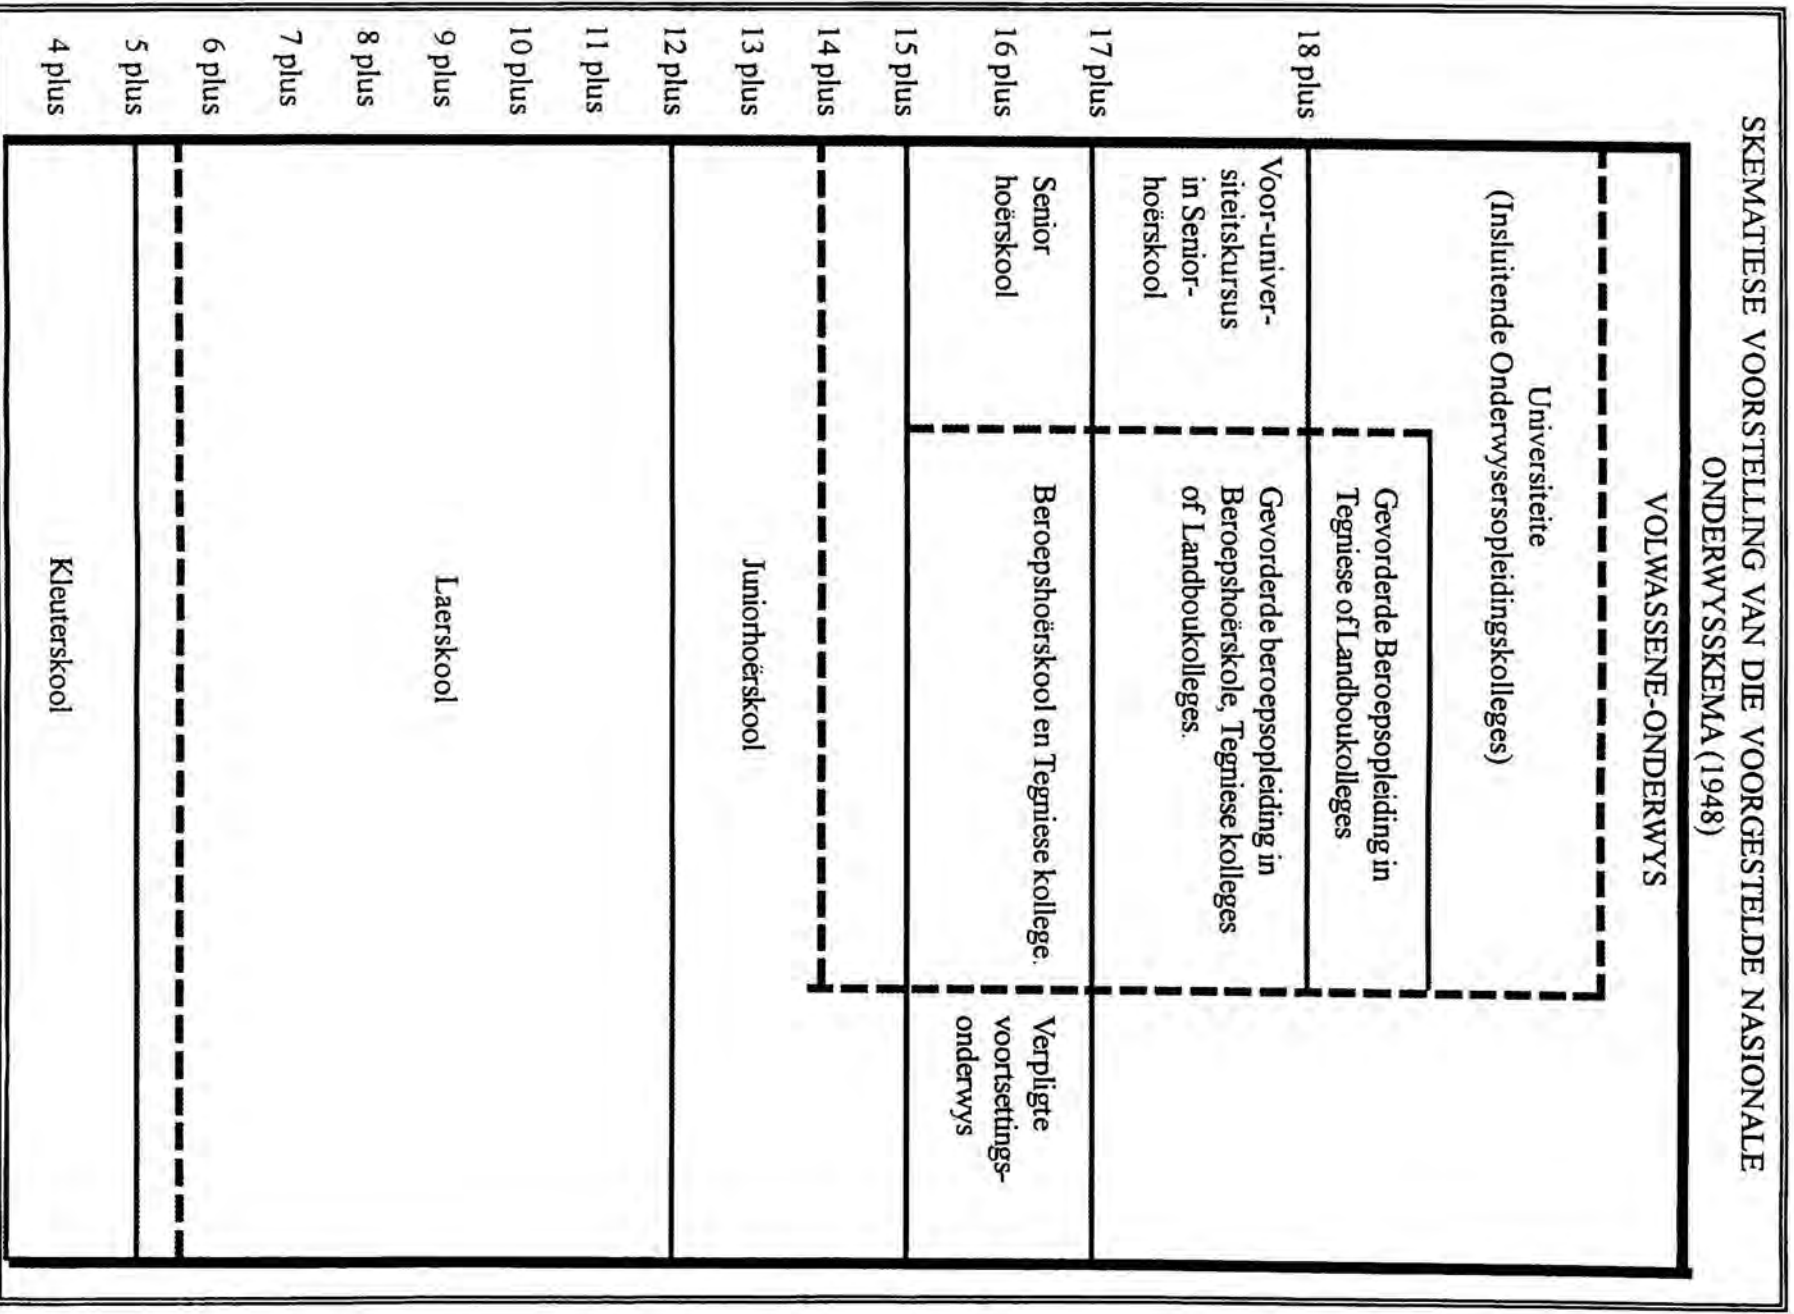 SKEMATIESE VOORSTELLING VAN DIE VOORGESTELDE NASIONALE
ONDERWYSSKEMA (1948)
VOLWASSENE-ONDERWYS
Universiteite
(Insluitende Onderwysersopleidingskolleges)
Gevorderde Beroepsopleiding in
Tegniese of Landboukolleges
18 plus
Voor-univer-
siteitskursus
in Senior-
hoërskool
Gevorderde beroepsopleiding in
Beroepshoërskole, Tegniese kolleges
of Landboukolleges.
17 plus
16 plus
Senior
hoërskool
Beroepshoërskool en Tegniese kollege.
Verpligte
voortsettings-
onderwys
15 plus
14 plus
13 plus
Juniorhoërskool
12 plus
11 plus
10 plus
9 plus
Laerskool
8 plus
7 plus
6 plus
5 plus
4 plus
Kleuterskool